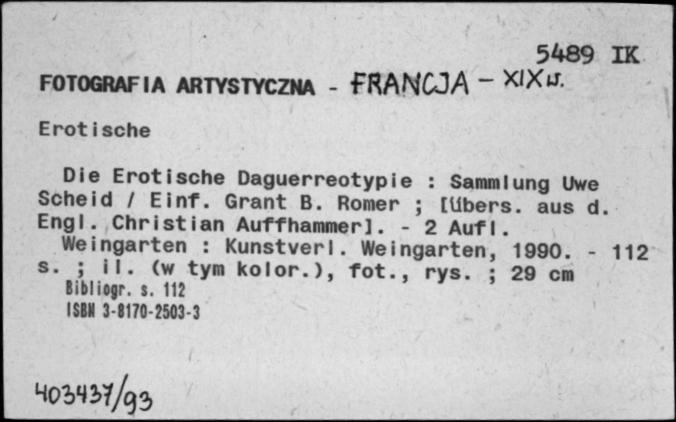 5489 IK
FOTOGRAFIA ARTYSTYCZNA - FRANCJA - XIX w.
Erotische
Die Erotische Daguerreotypie : Sammlung Uwe
Scheid / Einf. Grant B. Romer ; [übers. aus d.
Engl. Christian Auffhammer]. - 2 Aufl.
Weingarten : Kunstverl. Weingarten, 1990. - 112
s. ; il. (w tym kolor.), fot., rys. ; 29 cm
Bibliogr. s. 112
ISBN 3-8170-2503-3
403437/93